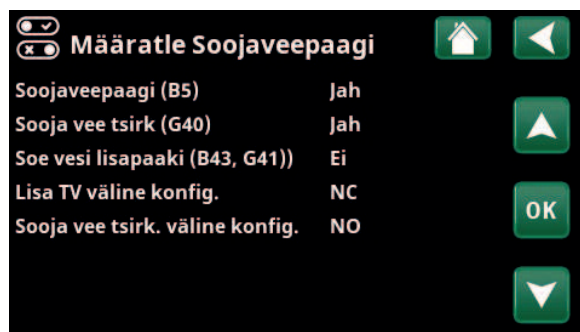 Määratle Soojaveepaagi
Soojaveepaagi (B5) Jah
Sooja vee tsirk (G40) Jah
Soe vesi lisapaaki (B43, G41)) Ei
Lisa TV väline konfig. NC
Sooja vee tsirk. väline konfig. NO
OK